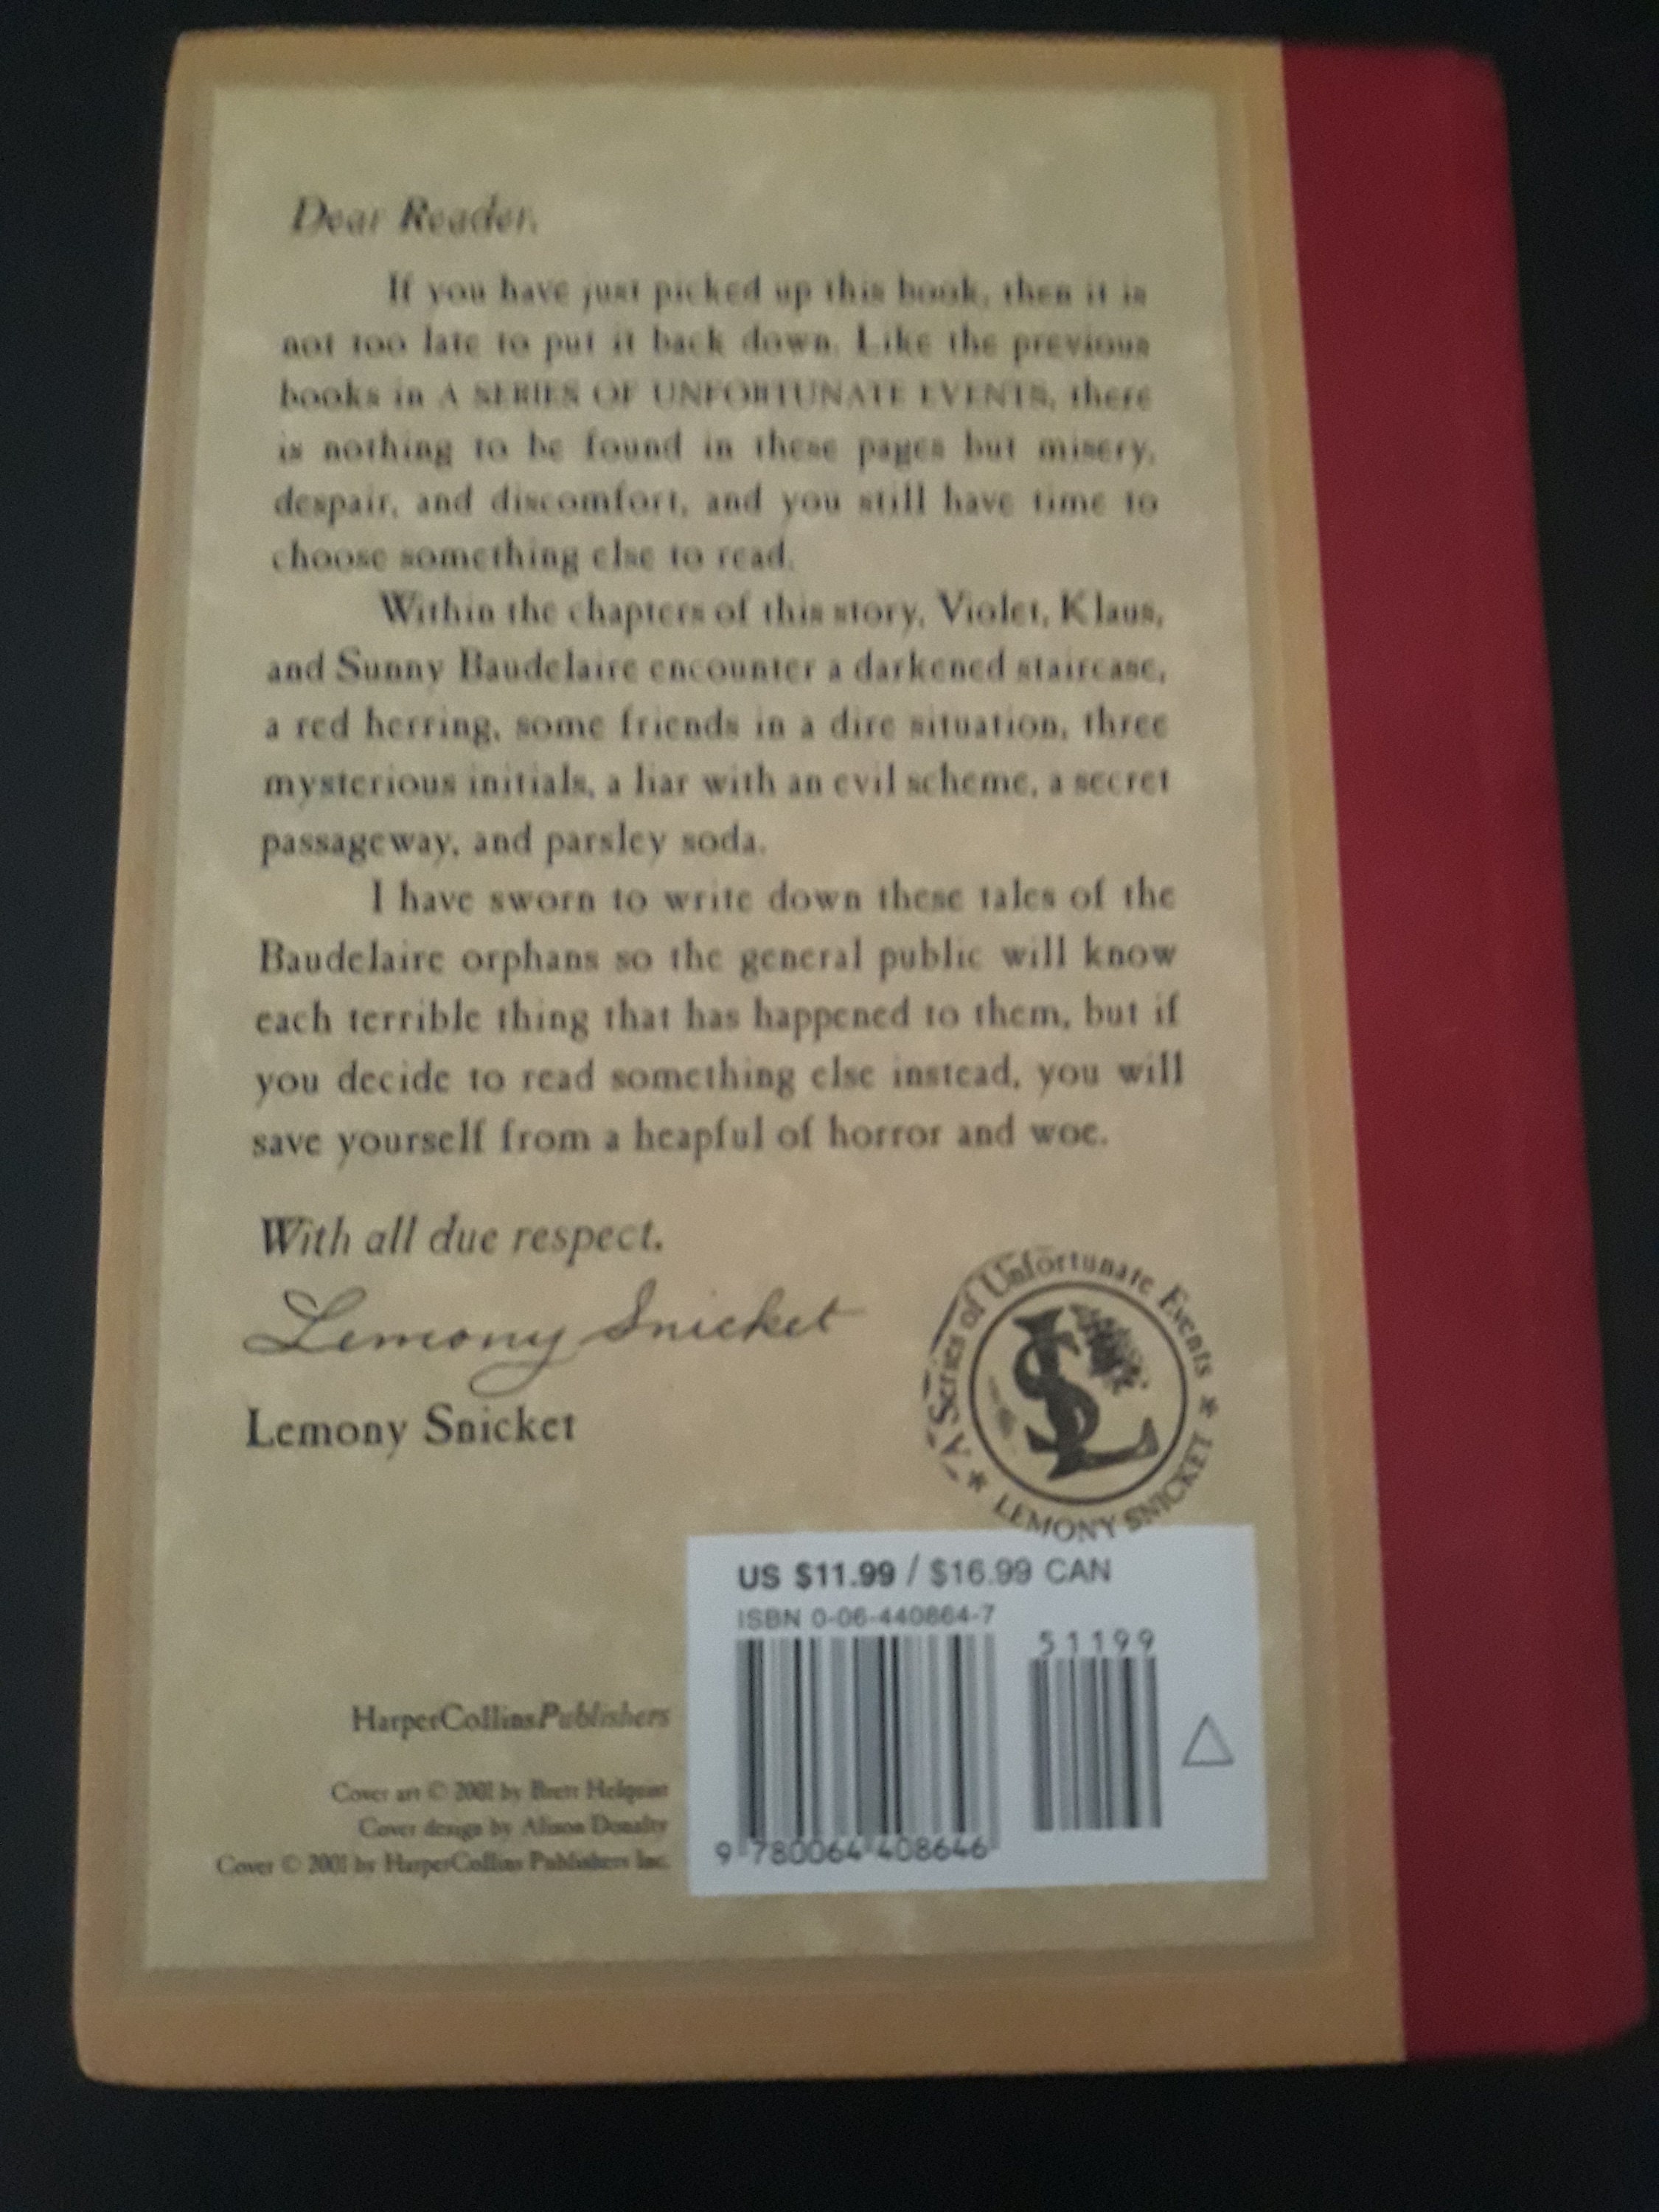 Dear Reader,
If you have just picked up this book, then it is
not too late to put it back down. Like the previous
books in A SERIES OF UNFORTUNATE EVENTS, there
is nothing to be found in these pages but misery,
despair, and discomfort, and you still have time to
choose something else to read.
Within the chapters of this story, Violet, Klaus,
and Sunny Baudelaire encounter a darkened staircase,
a red herring, some friends in a dire situation, three
mysterious initials, a liar with an evil scheme, a secret
passageway, and parsley soda.
I have sworn to write down these tales of the
Baudelaire orphans so the general public will know
each terrible thing that has happened to them, but if
you decide to read something else instead, you will
save yourself from a heapful of horror and woe.
With all due respect,
Lemony Snicket
Lemony Snicket
A Series of Unfortunate Events
LS
* LEMONY SNICKET *
US $11.99 / $16.99 CAN
ISBN 0-06-440864-7
51199
9 780064 408646
HarperCollinsPublishers
Cover art © 2001 by Brett Helquist
Cover design by Alison Donalty
Cover © 2001 by HarperCollins Publishers Inc.